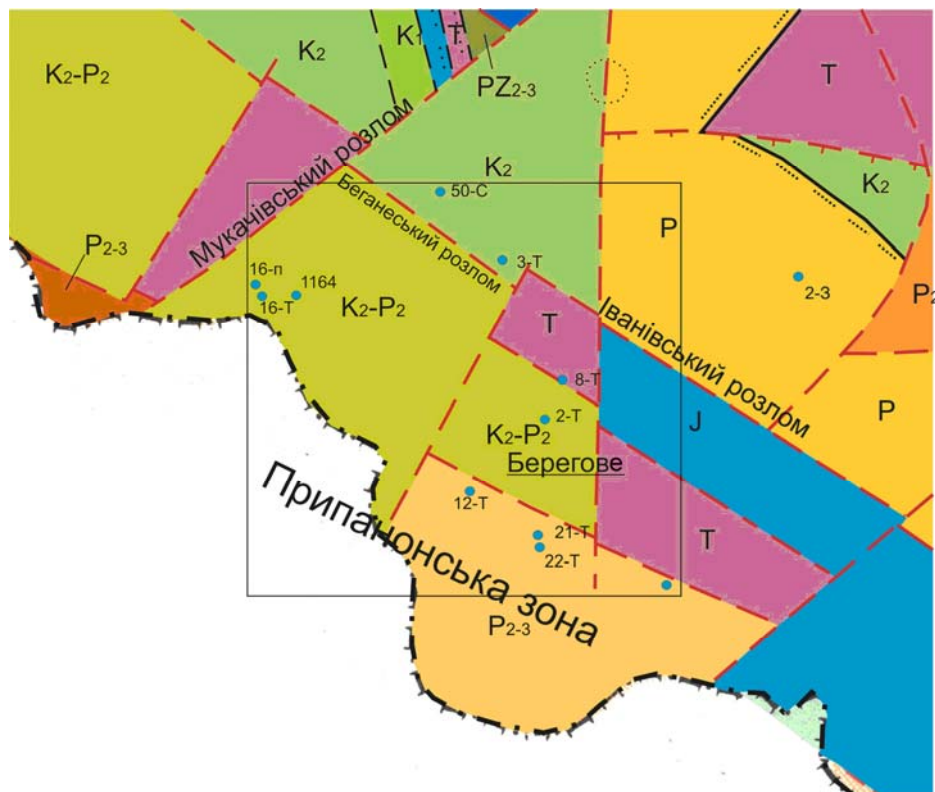 K2
K1
T
K2-P2
PZ2-3
T
Мукачівський розлом
K2
K2
50-С
Беганеський розлом
P
P2-3
16-п
1164
3-Т
2-3
16-Т
K2-P2
T
Іванівський розлом
8-Т
P
2-Т
J
K2-P2
Берегове
Припанонська зона
12-Т
21-Т
T
22-Т
P2-3